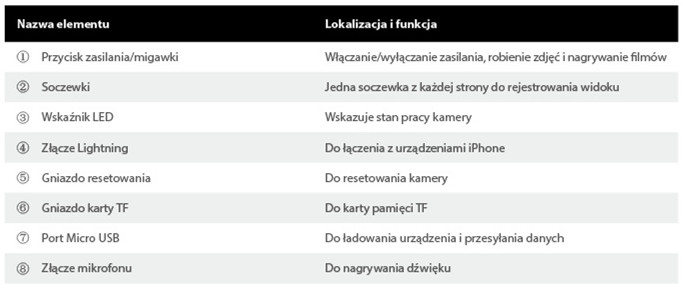 Nazwa elementu Lokalizacja i funkcja
① Przycisk zasilania/migawki Włączanie/wyłączanie zasilania, robienie zdjęć i nagrywanie filmów
② Soczewki Jedna soczewka z każdej strony do rejestrowania widoku
③ Wskaźnik LED Wskazuje stan pracy kamery
④ Złącze Lightning Do łączenia z urządzeniami iPhone
⑤ Gniazdo resetowania Do resetowania kamery
⑥ Gniazdo karty TF Do karty pamięci TF
⑦ Port Micro USB Do ładowania urządzenia i przesyłania danych
⑧ Złącze mikrofonu Do nagrywania dźwięku